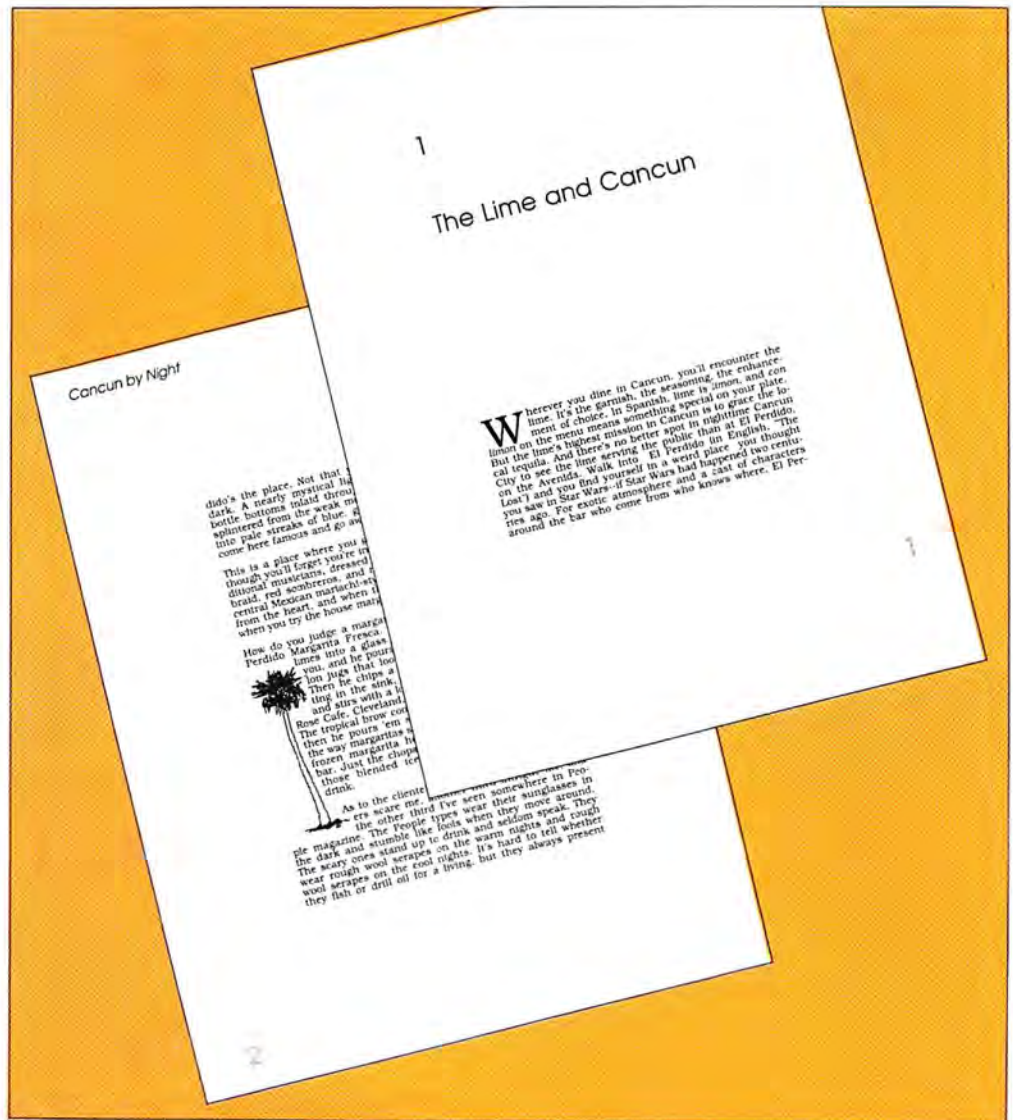 1
The Lime and Cancun
Wherever you dine in Cancun, you'll encounter the
lime. It's the garnish, the seasoning, the enhance-
ment of choice. In Spanish, lime is limon, and con
limon on the menu means something special on your plate.
But the lime's highest mission in Cancun is to grace the lo-
cal tequila. And there's no better spot in nighttime Cancun
City to see the lime serving the public than at El Perdido,
on the Avenida. Walk into El Perdido (in English, "The
Lost") and you find yourself in a weird place you thought
you saw in Star Wars--if Star Wars had happened two centu-
ries ago. For exotic atmosphere and a cast of characters
around the bar who come from who knows where, El Per-
1
Cancun by Night
dido's the place. Not that
dark. A nearly mystical
bottle bottoms inlaid
splintered from the weak
into pale streaks of blue,
come here famous and go
This is a place where you
though you'll forget you're
ditional musicians, dressed
braid, red sombreros, and
central Mexican
from the heart, and when
when you try the house
How do you judge a
Perdido Margarita Fresca.
limes into a glass
you, and he pours
lon jugs that
Then he chips a
ting in the sink,
and stirs with a
Rose Cafe, Cleveland,
The tropical brow
then he pours 'em
the way margaritas
frozen margarita
bar. Just the
those blended
drink.
As to the
ers scare me,
the other third I've seen somewhere in Peo-
ple magazine. The People types wear their sunglasses in
the dark and stumble like fools when they move around.
The scary ones stand up to drink and seldom speak. They
wear rough wool serapes on the warm nights and rough
wool serapes on the cool nights. It's hard to tell whether
they fish or drill oil for a living, but they always present
2